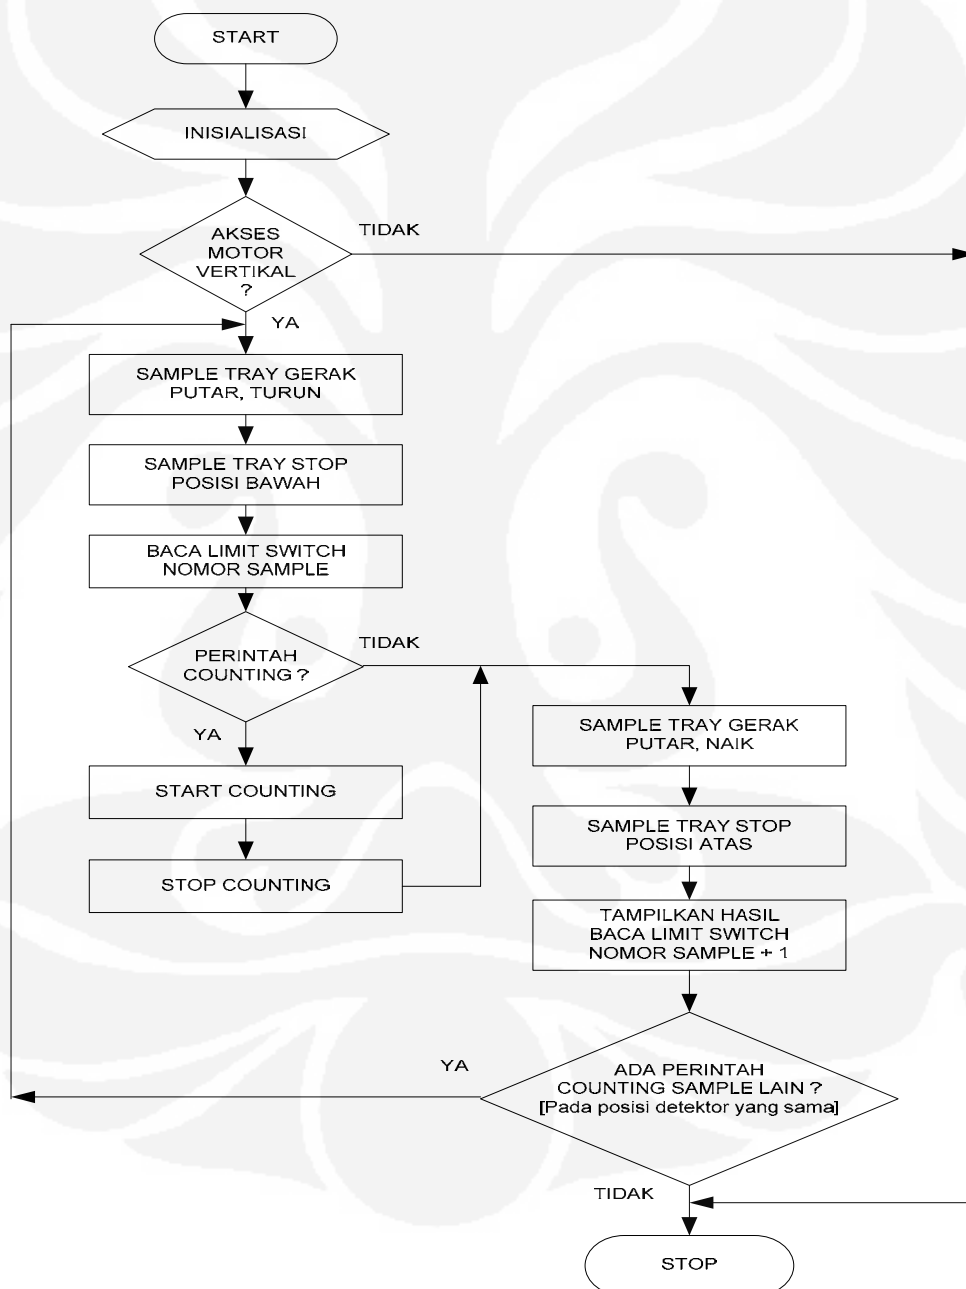 START
INISIALISASI
AKSES
MOTOR
VERTIKAL
?
TIDAK
YA
SAMPLE TRAY GERAK
PUTAR, TURUN
SAMPLE TRAY STOP
POSISI BAWAH
BACA LIMIT SWITCH
NOMOR SAMPLE
PERINTAH
COUNTING ?
TIDAK
YA
START COUNTING
STOP COUNTING
SAMPLE TRAY GERAK
PUTAR, NAIK
SAMPLE TRAY STOP
POSISI ATAS
TAMPILKAN HASIL
BACA LIMIT SWITCH
NOMOR SAMPLE + 1
ADA PERINTAH
COUNTING SAMPLE LAIN ?
[Pada posisi detektor yang sama]
YA
TIDAK
STOP